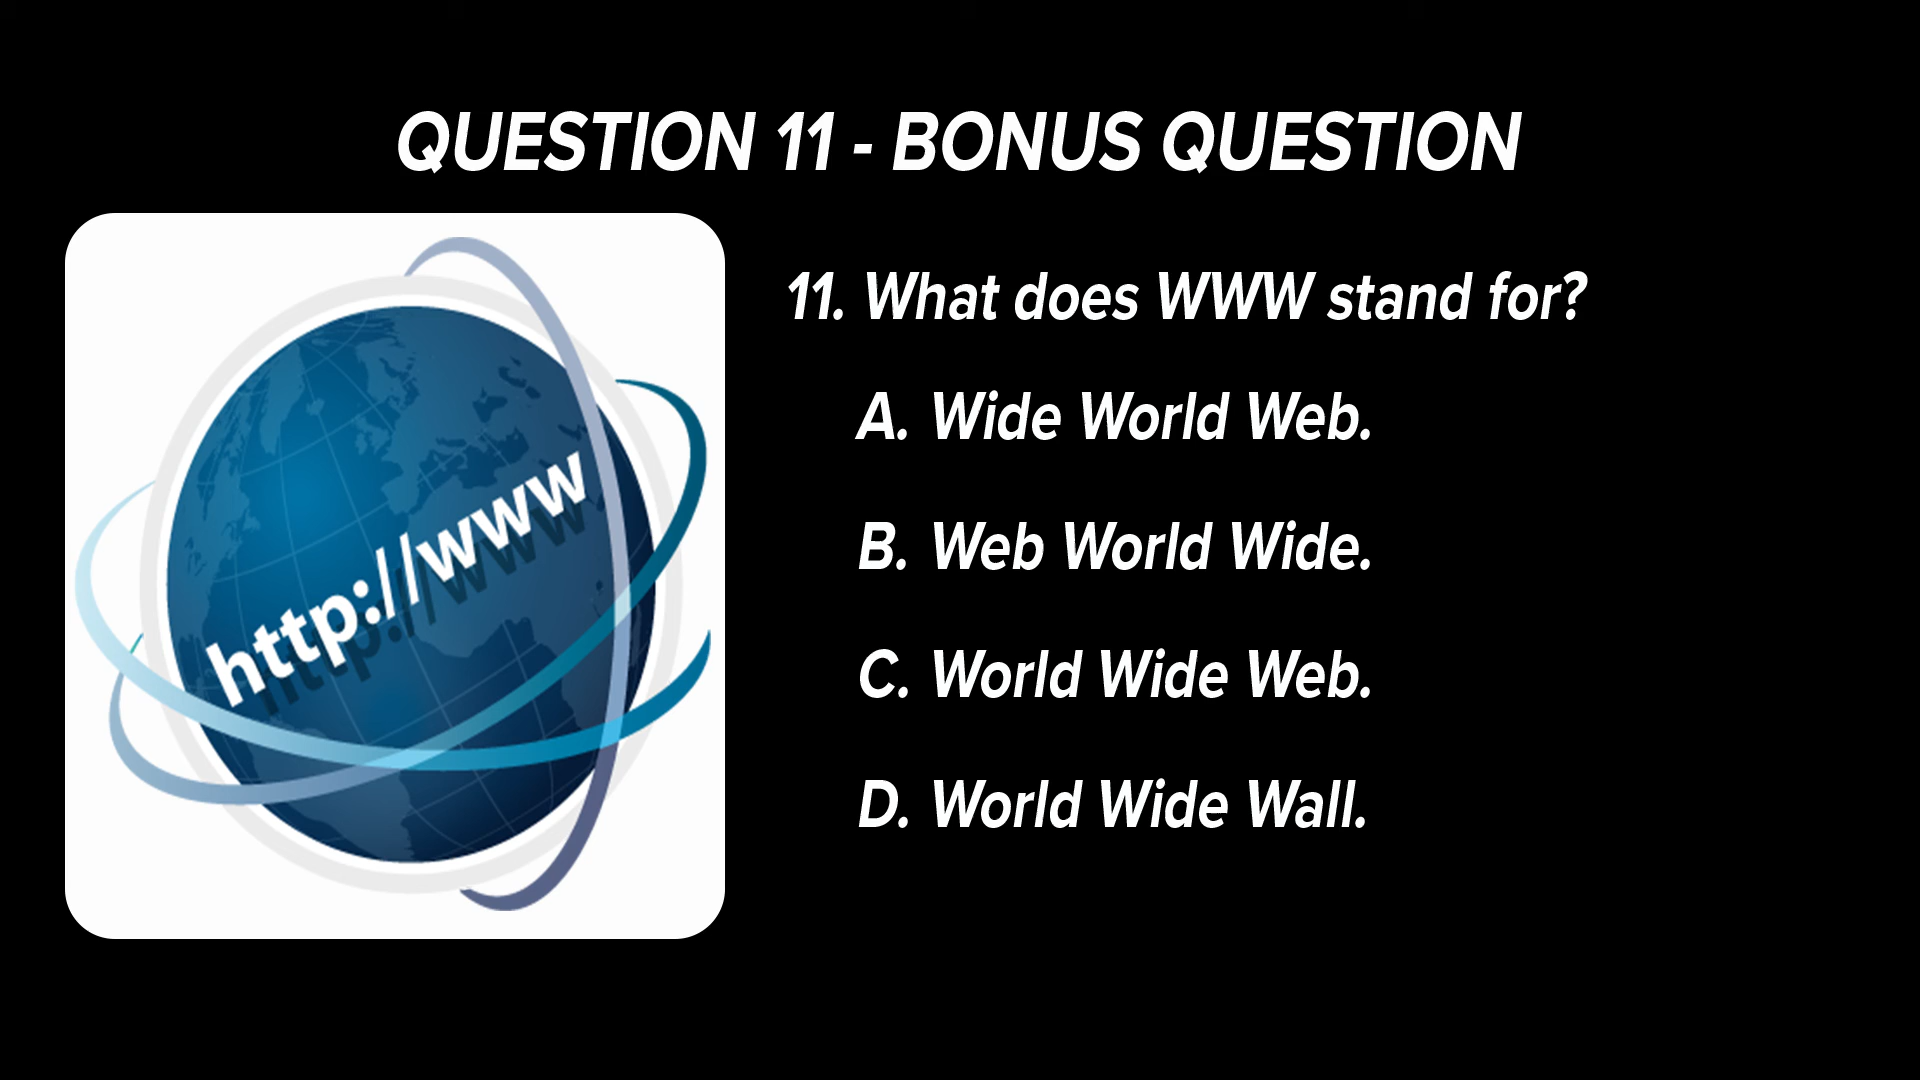 QUESTION 11 - BONUS QUESTION
http://www
11. What does WWW stand for?
A. Wide World Web.
B. Web World Wide.
C. World Wide Web.
D. World Wide Wall.